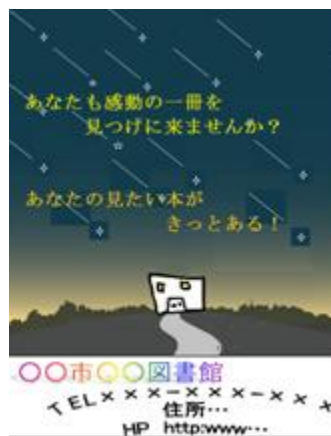 あなたも感動の一冊を
見つけに来ませんか？
あなたの見たい本が
きっとある！
〇〇市〇〇図書館
TEL×××-×××-×××
住所…
HP http:www…